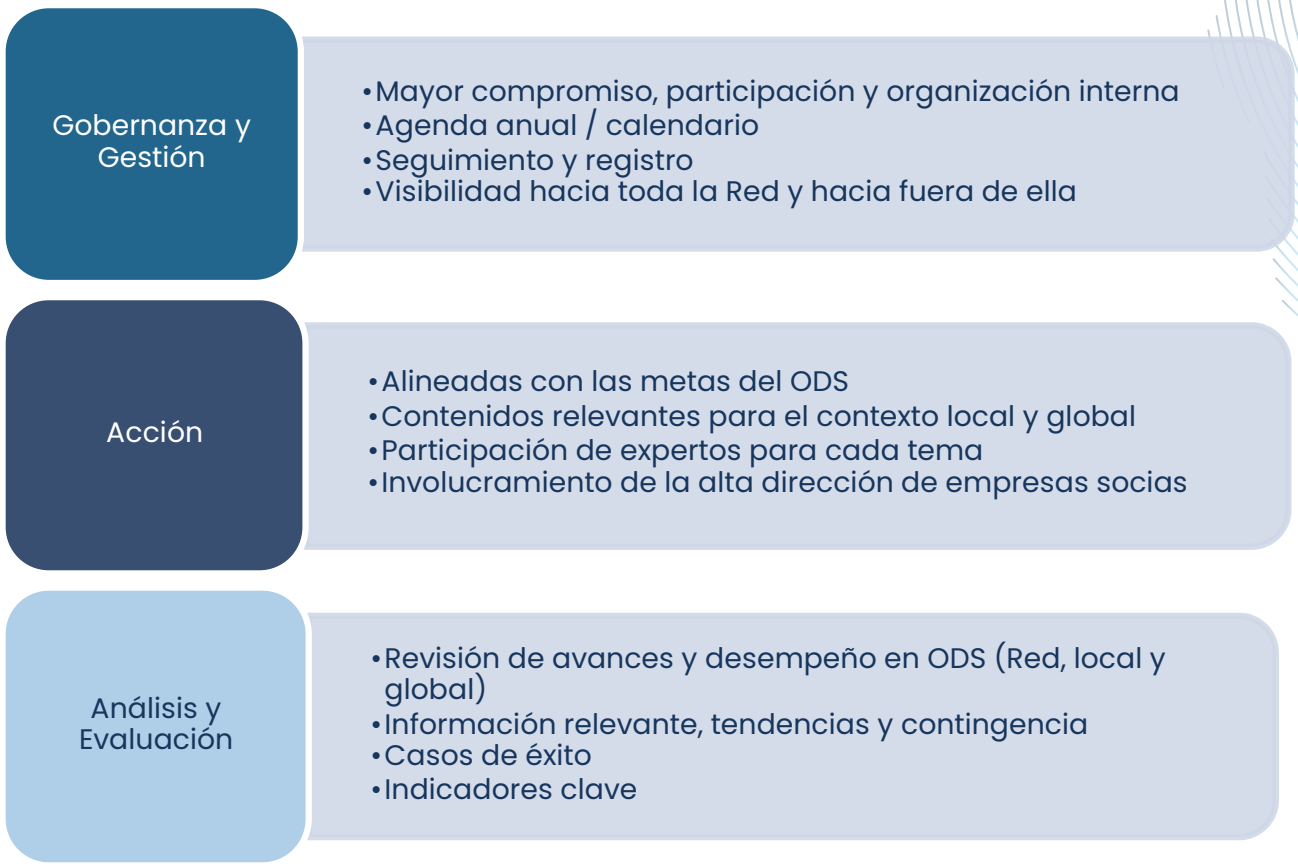 Gobernanza y
Gestión
•Mayor compromiso, participación y organización interna
•Agenda anual / calendario
•Seguimiento y registro
•Visibilidad hacia toda la Red y hacia fuera de ella
Acción
•Alineadas con las metas del ODS
•Contenidos relevantes para el contexto local y global
•Participación de expertos para cada tema
•Involucramiento de la alta dirección de empresas socias
Análisis y
Evaluación
•Revisión de avances y desempeño en ODS (Red, local y
global)
•Información relevante, tendencias y contingencia
•Casos de éxito
•Indicadores clave